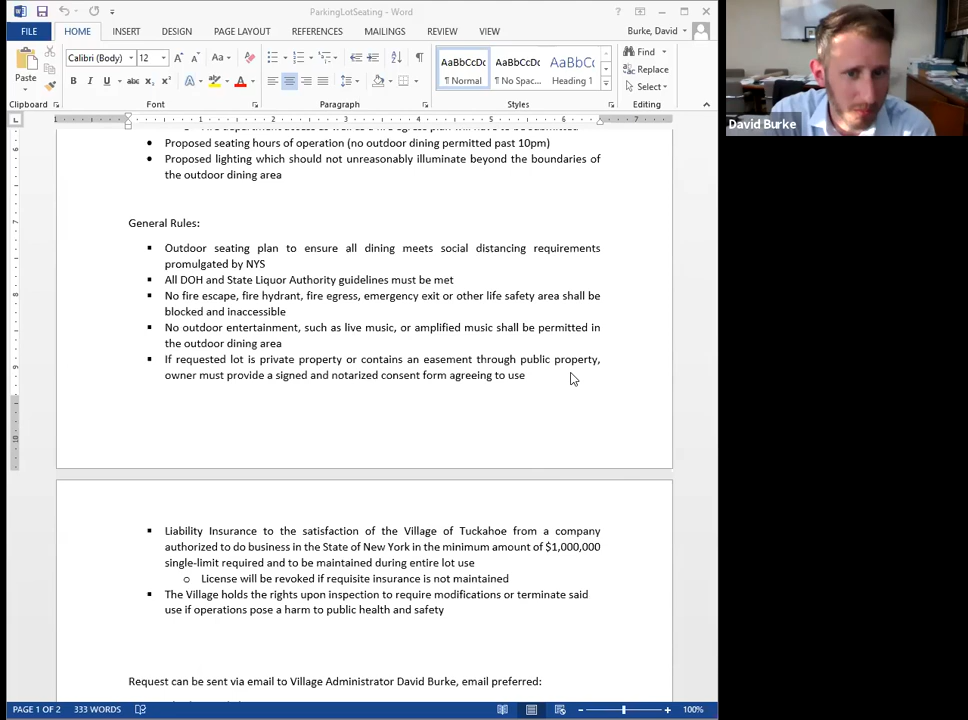 ParkingLotSeating - Word
FILE HOME INSERT DESIGN PAGE LAYOUT REFERENCES MAILINGS REVIEW VIEW Burke, David
Calibri (Body) 12 Aa
Find
AaBbCcDc AaBbCcDc AaBbCc
Replace
Paste
B I U abc X₂ X² A A
¶ Normal ¶ No Spac... Heading 1
Select
Clipboard Font Paragraph Styles Editing
David Burke
• Proposed seating hours of operation (no outdoor dining permitted past 10pm)
• Proposed lighting which should not unreasonably illuminate beyond the boundaries of
the outdoor dining area
General Rules:
▪ Outdoor seating plan to ensure all dining meets social distancing requirements
promulgated by NYS
▪ All DOH and State Liquor Authority guidelines must be met
▪ No fire escape, fire hydrant, fire egress, emergency exit or other life safety area shall be
blocked and inaccessible
▪ No outdoor entertainment, such as live music, or amplified music shall be permitted in
the outdoor dining area
▪ If requested lot is private property or contains an easement through public property,
owner must provide a signed and notarized consent form agreeing to use
▪ Liability Insurance to the satisfaction of the Village of Tuckahoe from a company
authorized to do business in the State of New York in the minimum amount of $1,000,000
single-limit required and to be maintained during entire lot use
o License will be revoked if requisite insurance is not maintained
▪ The Village holds the rights upon inspection to require modifications or terminate said
use if operations pose a harm to public health and safety
Request can be sent via email to Village Administrator David Burke, email preferred:
PAGE 1 OF 2 333 WORDS 100%